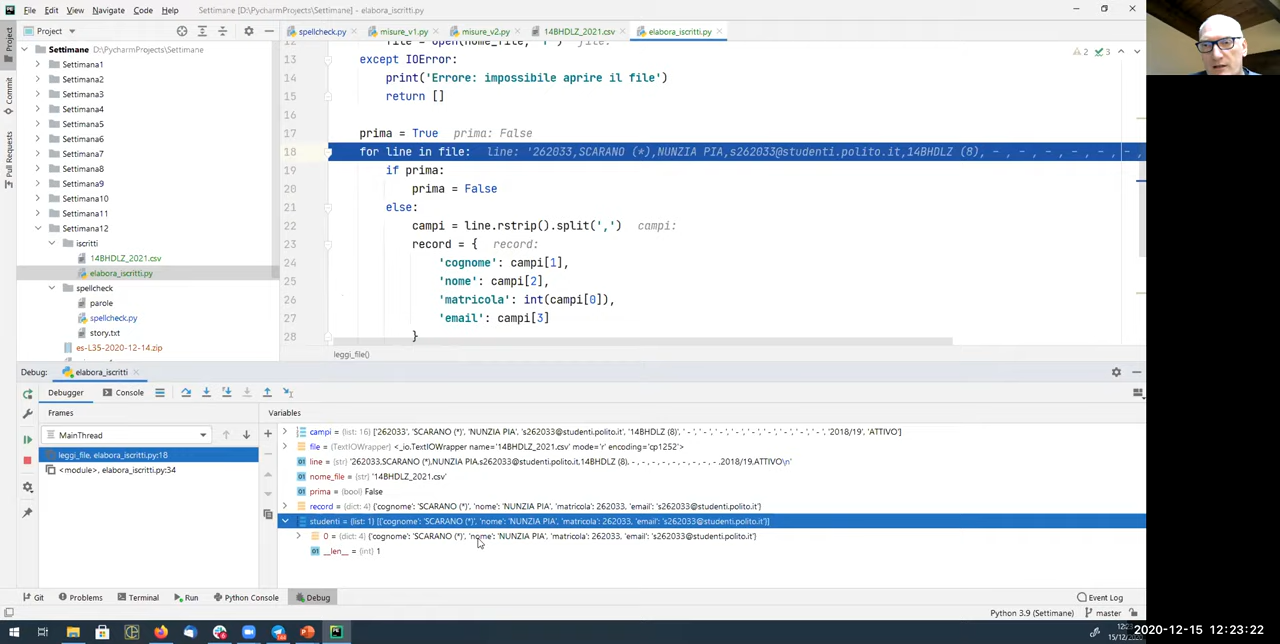 File Edit View Navigate Code Help Settimane [D:\PycharmProjects\Settimane] - elabora_iscritti.py
Project
Settimane D:\PycharmProjects\Settimane
Settimana1
Settimana2
Settimana3
Settimana4
Settimana5
Settimana6
Settimana7
Settimana8
Settimana9
Settimana10
Settimana11
Settimana12
iscritti
14BHDLZ_2021.csv
elabora_iscritti.py
spellcheck
parole
spellcheck.py
story.txt
es-L35-2020-12-14.zip
Project
Commit
Pull Requests
spellcheck.py misure_v1.py misure_v2.py 14BHDLZ_2021.csv elabora_iscritti.py
2 3
12 file = open(nome_file, 'r') file:
13 except IOError:
14 print('Errore: impossibile aprire il file')
15 return []
16
17 prima = True prima: False
18 for line in file: line: '262033,SCARANO (*),NUNZIA PIA,s262033@studenti.polito.it,14BHDLZ (8), - , - , - , - , - , - ,
19 if prima:
20 prima = False
21 else:
22 campi = line.rstrip().split(',') campi:
23 record = { record:
24 'cognome': campi[1],
25 'nome': campi[2],
26 'matricola': int(campi[0]),
27 'email': campi[3]
28 }
leggi_file()
Debug: elabora_iscritti
Debugger Console
Frames
MainThread
leggi_file, elabora_iscritti.py:18
<module>, elabora_iscritti.py:34
Variables
campi = {list: 16} ['262033', 'SCARANO (*)', 'NUNZIA PIA', 's262033@studenti.polito.it', '14BHDLZ (8)', ' - ', ' - ', ' - ', ' - ', ' - ', ' - ', ' - ', ' - ', ' - ', '2018/19', 'ATTIVO']
file = {TextIOWrapper} <_io.TextIOWrapper name='14BHDLZ_2021.csv' mode='r' encoding='cp1252'>
line = {str} '262033,SCARANO (*),NUNZIA PIA,s262033@studenti.polito.it,14BHDLZ (8), - , - , - , - , - , - , - , - , - ,2018/19,ATTIVO\n'
nome_file = {str} '14BHDLZ_2021.csv'
prima = {bool} False
record = {dict: 4} {'cognome': 'SCARANO (*)', 'nome': 'NUNZIA PIA', 'matricola': 262033, 'email': 's262033@studenti.polito.it'}
studenti = {list: 1} [{'cognome': 'SCARANO (*)', 'nome': 'NUNZIA PIA', 'matricola': 262033, 'email': 's262033@studenti.polito.it'}]
0 = {dict: 4} {'cognome': 'SCARANO (*)', 'nome': 'NUNZIA PIA', 'matricola': 262033, 'email': 's262033@studenti.polito.it'}
__len__ = {int} 1
Git Problems Terminal Run Python Console Debug Event Log
Python 3.9 (Settimane) master
15/12/
2020-12-15 12:23:22